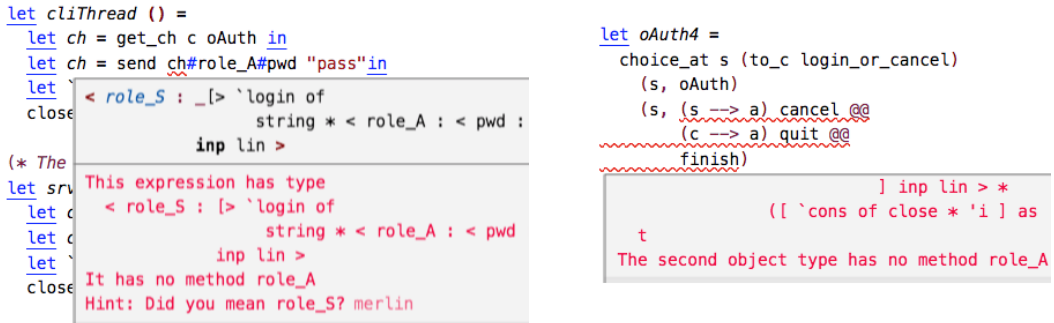 let cliThread () =
let ch = get_ch c oAuth in
let ch = send ch#role_A#pwd "pass"in
let `
close
< role_S : _[> `login of
string * < role_A : < pwd :
inp lin >
(* The
let srv
let c
let c
let `
close
This expression has type
< role_S : [> `login of
string * < role_A : < pwd
inp lin >
It has no method role_A
Hint: Did you mean role_S? merlin
let oAuth4 =
choice_at s (to_c login_or_cancel)
(s, oAuth)
(s, (s --> a) cancel @@
(c --> a) quit @@
finish)
] inp lin > *
([ `cons of close * 'i ] as
t
The second object type has no method role_A